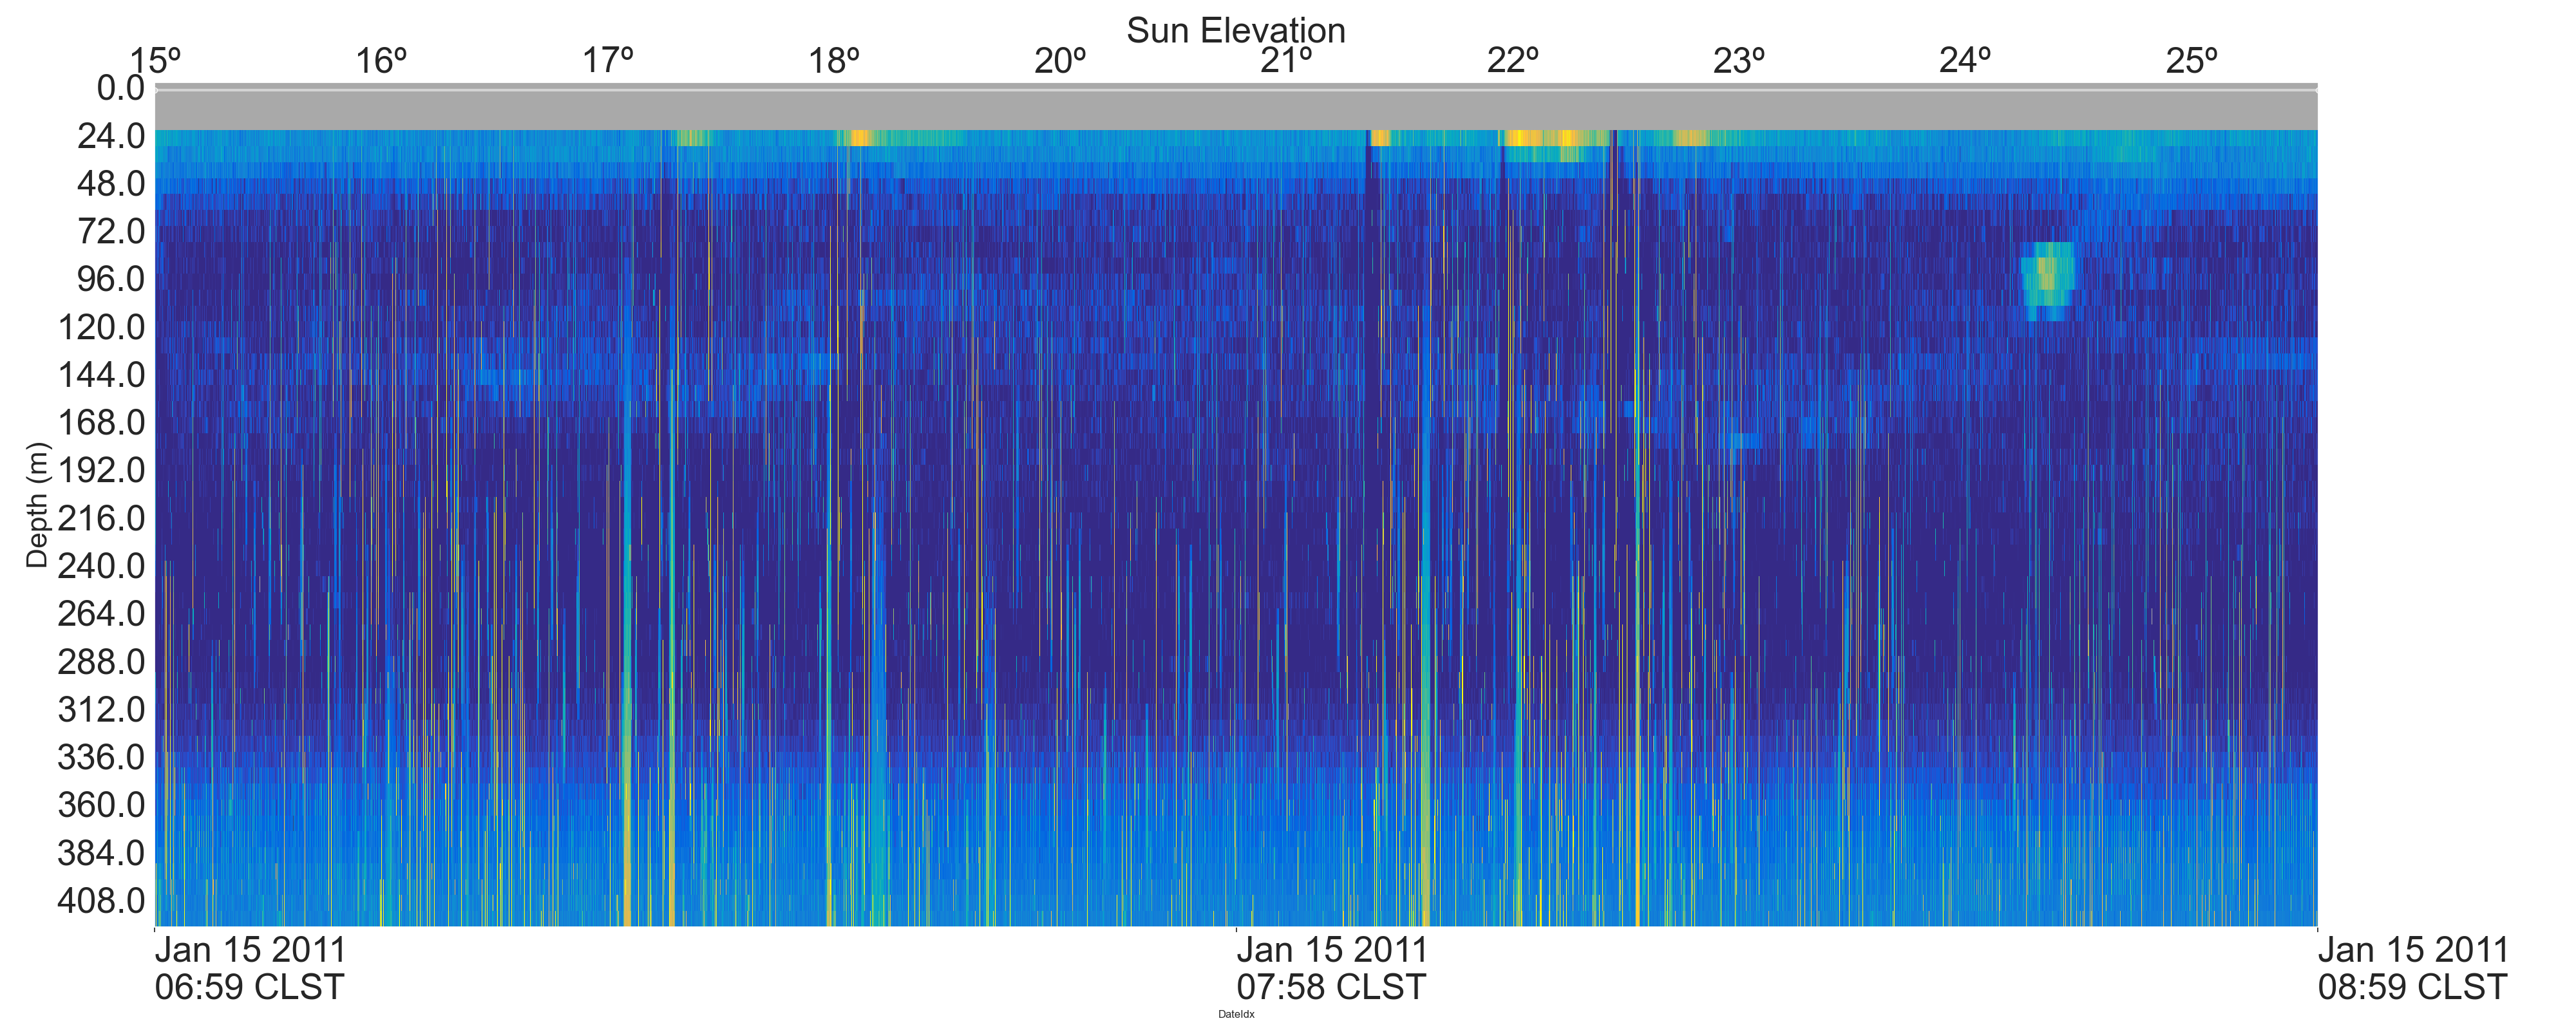 Sun Elevation
15º 16º 17º 18º 20º 21º 22º 23º 24º 25º
0.0
24.0
48.0
72.0
96.0
120.0
144.0
168.0
192.0
216.0
240.0
264.0
288.0
312.0
336.0
360.0
384.0
408.0
Depth (m)
Jan 15 2011
06:59 CLST
Jan 15 2011
07:58 CLST
Jan 15 2011
08:59 CLST
DateIdx